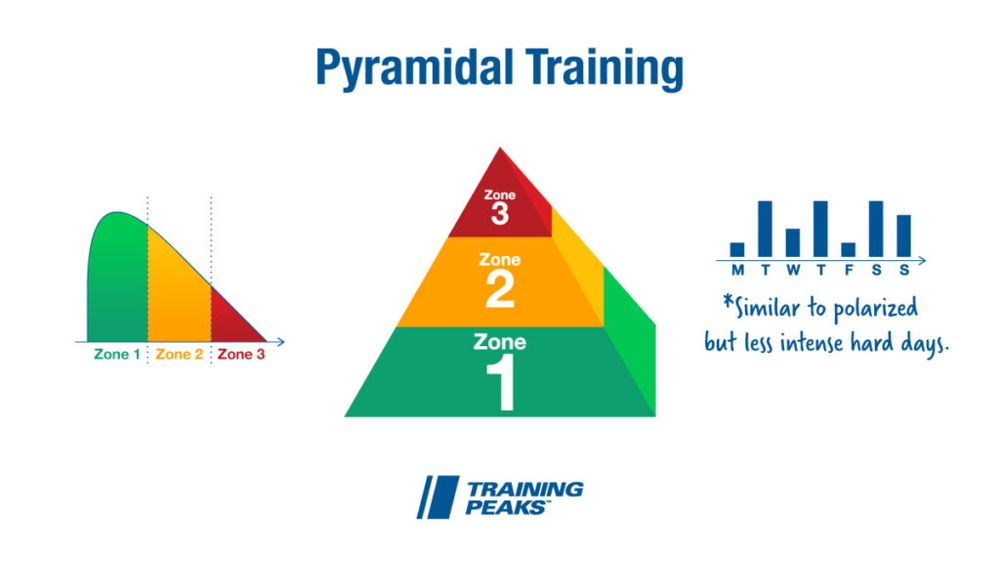 Pyramidal Training
Zone 1 Zone 2 Zone 3
Zone
3
Zone
2
Zone
1
M T W T F S S
*Similar to polarized
but less intense hard days.
TRAINING
PEAKS™